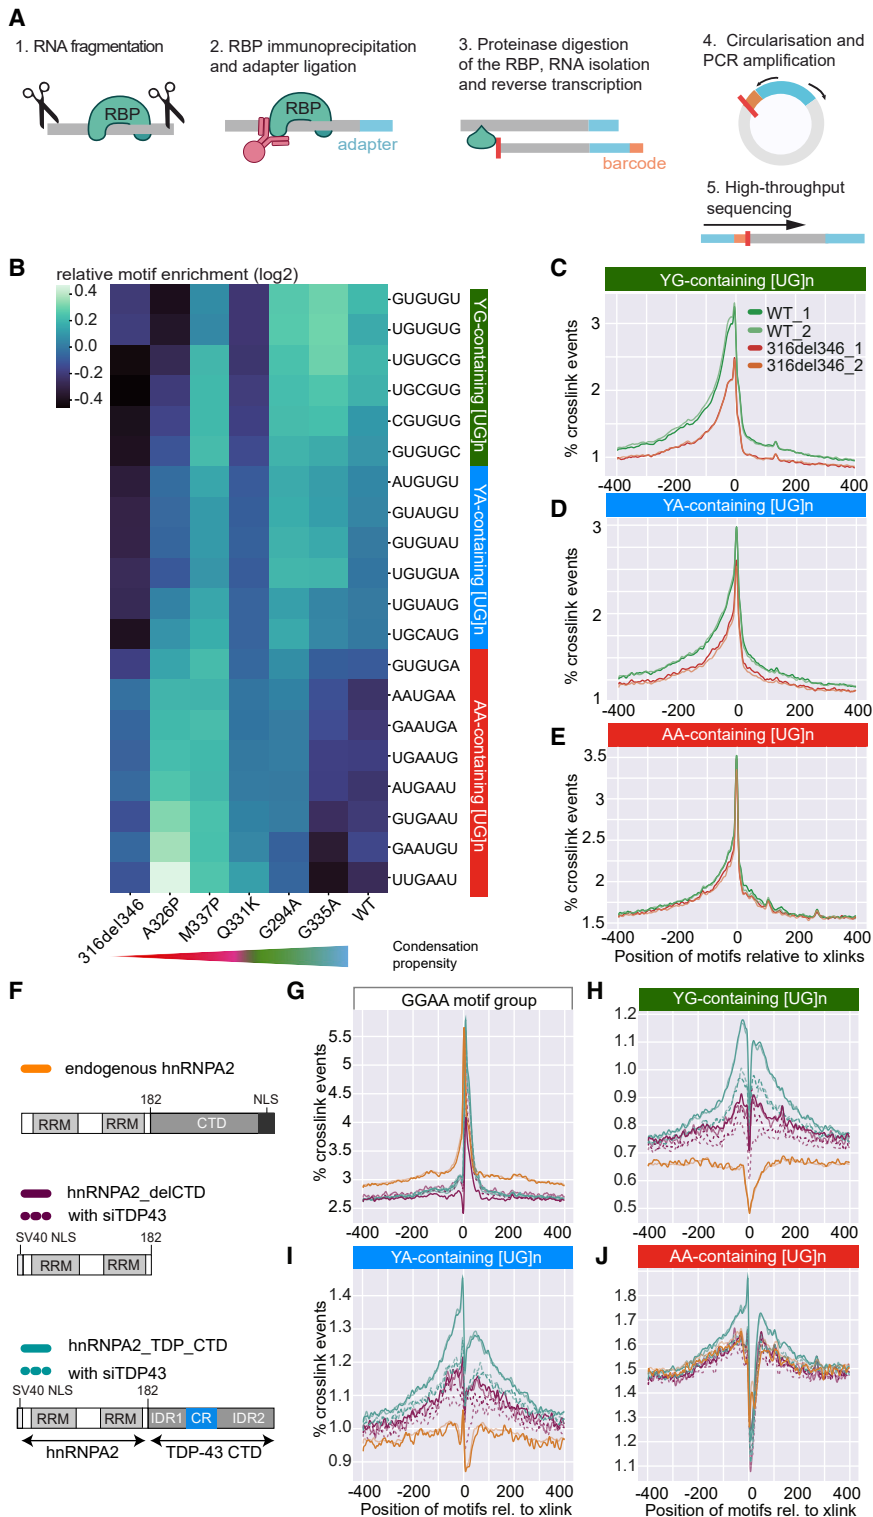 A
1. RNA fragmentation
RBP
2. RBP immunoprecipitation
and adapter ligation
RBP
adapter
3. Proteinase digestion
of the RBP, RNA isolation
and reverse transcription
barcode
4. Circularisation and
PCR amplification
5. High-throughput
sequencing
B
relative motif enrichment (log2)
0.4
0.2
0.0
-0.2
-0.4
GUGUGU
UGUGUG
UGUGCG
UGCGUG
CGUGUG
GUGUGC
AUGUGU
GUAUGU
GUGUAU
UGUGUA
UGUAUG
UGCAUG
GUGUGA
AAUGAA
GAAUGA
UGAAUG
AUGAAU
GUGAAU
GAAUGU
UUGAAU
YG-containing [UG]n
YA-containing [UG]n
AA-containing [UG]n
316del346
A326P
M337P
Q331K
G294A
G335A
WT
Condensation
propensity
C
YG-containing [UG]n
WT_1
WT_2
316del346_1
316del346_2
% crosslink events
3
2
1
-400 -200 0 200 400
D
YA-containing [UG]n
% crosslink events
3
2
1
-400 -200 0 200 400
E
AA-containing [UG]n
% crosslink events
3.5
3
2.5
2
1.5
-400 -200 0 200 400
Position of motifs relative to xlinks
F
endogenous hnRNPA2
182
NLS
RRM
RRM
CTD
hnRNPA2_delCTD
with siTDP43
SV40 NLS
182
RRM
RRM
hnRNPA2_TDP_CTD
with siTDP43
SV40 NLS
182
RRM
RRM
IDR1
CR
IDR2
hnRNPA2
TDP-43 CTD
G
GGAA motif group
% crosslink events
5.5
5
4.5
4
3.5
3
2.5
-400 -200 0 200 400
H
YG-containing [UG]n
1.2
1.1
1.0
0.9
0.8
0.7
0.6
0.5
-400 -200 0 200 400
I
YA-containing [UG]n
% crosslink events
1.4
1.3
1.2
1.1
1.0
0.9
-400 -200 0 200 400
Position of motifs rel. to xlink
J
AA-containing [UG]n
1.8
1.7
1.6
1.5
1.4
1.3
1.2
1.1
-400 -200 0 200 400
Position of motifs rel. to xlink